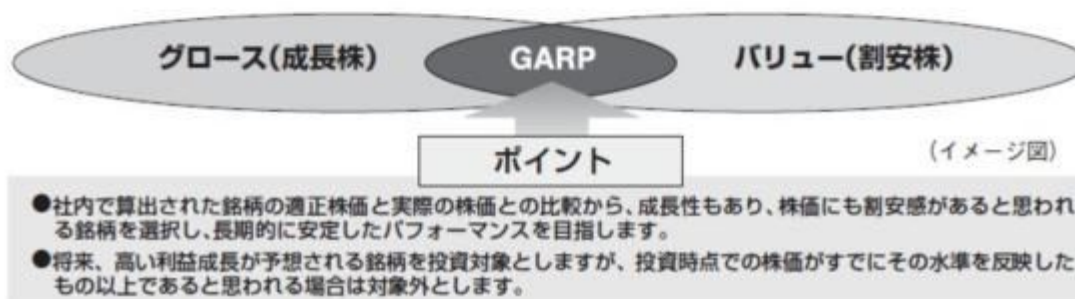 グロース(成長株) GARP バリュー(割安株)
ポイント
(イメージ図)
●社内で算出された銘柄の適正株価と実際の株価との比較から、成長性もあり、株価にも割安感があると思われ
る銘柄を選択し、長期的に安定したパフォーマンスを目指します。
●将来、高い利益成長が予想される銘柄を投資対象としますが、投資時点での株価がすでにその水準を反映した
もの以上であると思われる場合は対象外とします。